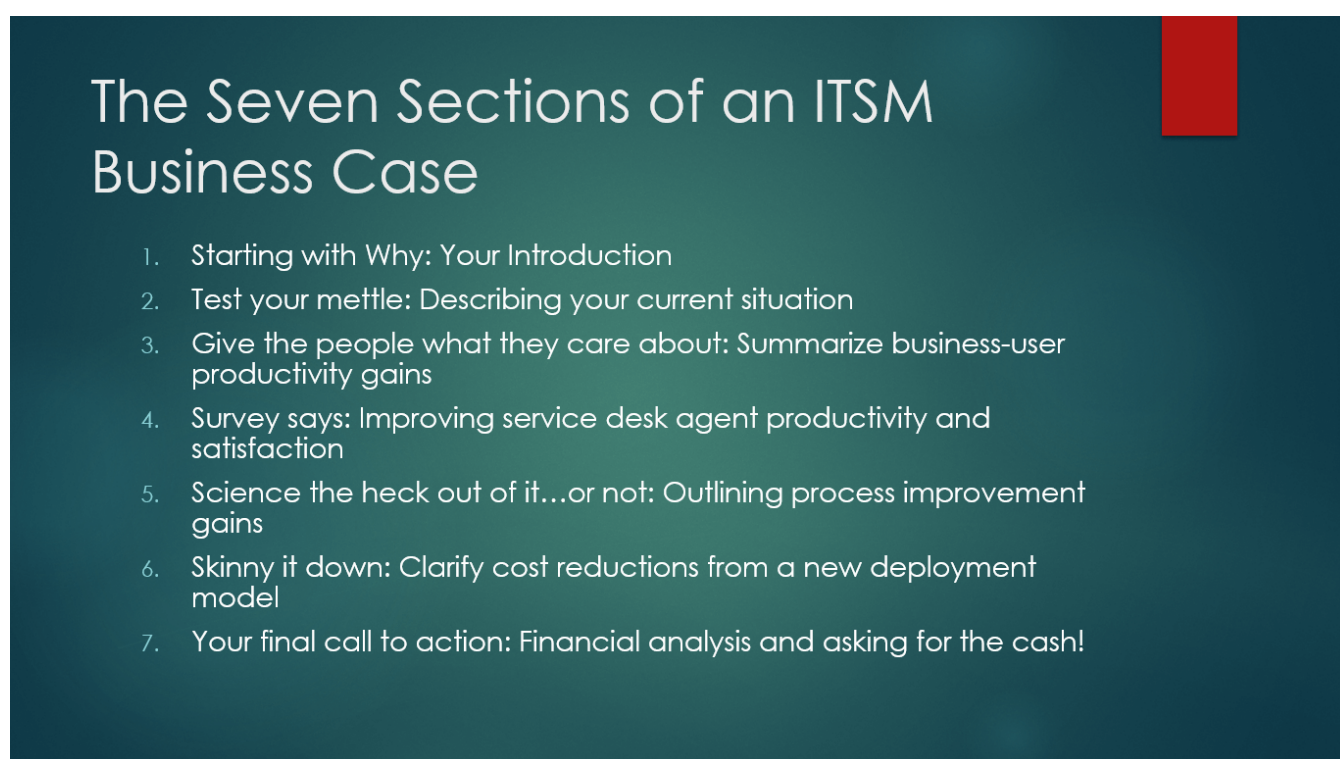 The Seven Sections of an ITSM
Business Case
1. Starting with Why: Your Introduction
2. Test your mettle: Describing your current situation
3. Give the people what they care about: Summarize business-user
productivity gains
4. Survey says: Improving service desk agent productivity and
satisfaction
5. Science the heck out of it…or not: Outlining process improvement
gains
6. Skinny it down: Clarify cost reductions from a new deployment
model
7. Your final call to action: Financial analysis and asking for the cash!